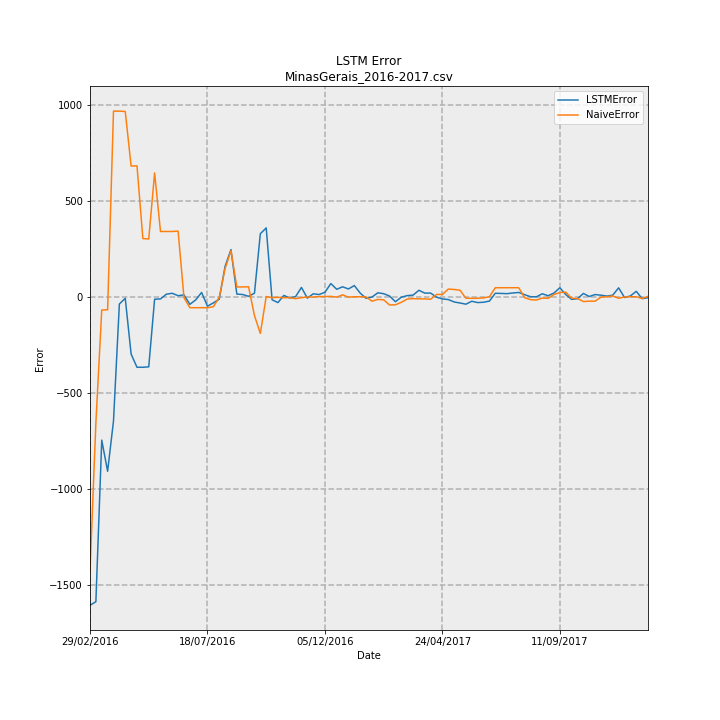 LSTM Error
MinasGerais_2016-2017.csv
LSTMError
NaiveError
1000
500
0
−500
−1000
−1500
Error
29/02/2016
18/07/2016
05/12/2016
24/04/2017
11/09/2017
Date